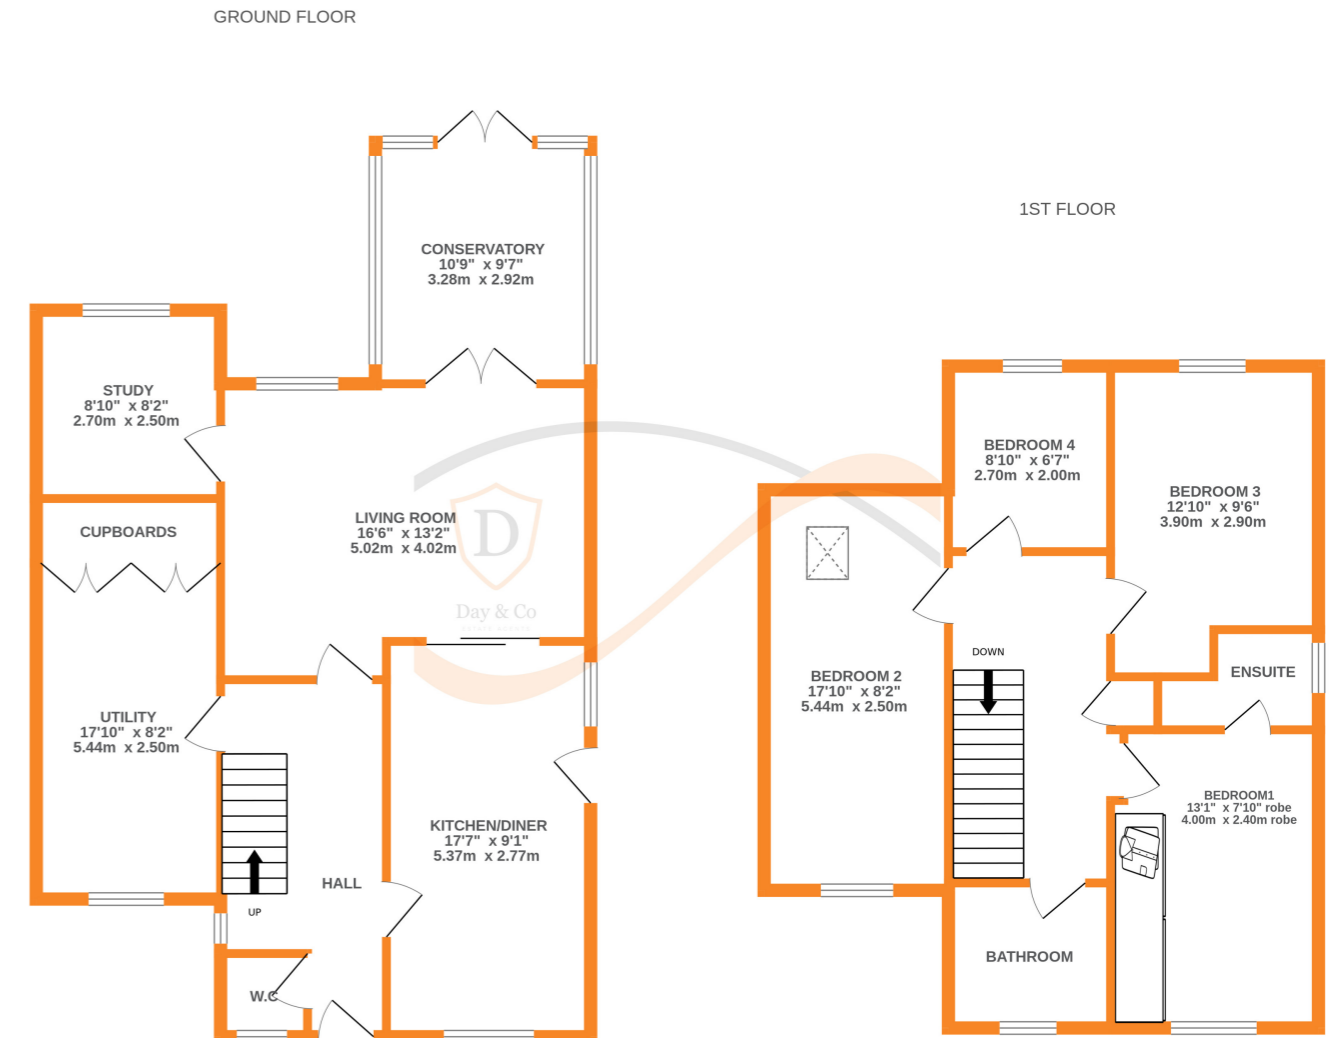 GROUND FLOOR
CONSERVATORY
10'9" x 9'7"
3.28m x 2.92m
STUDY
8'10" x 8'2"
2.70m x 2.50m
CUPBOARDS
LIVING ROOM
16'6" x 13'2"
5.02m x 4.02m
D
Day & Co
ESTATE AGENTS
UTILITY
17'10" x 8'2"
5.44m x 2.50m
KITCHEN/DINER
17'7" x 9'1"
5.37m x 2.77m
HALL
UP
W.C
1ST FLOOR
BEDROOM 4
8'10" x 6'7"
2.70m x 2.00m
BEDROOM 3
12'10" x 9'6"
3.90m x 2.90m
DOWN
ENSUITE
BEDROOM 2
17'10" x 8'2"
5.44m x 2.50m
BEDROOM1
13'1" x 7'10" robe
4.00m x 2.40m robe
BATHROOM